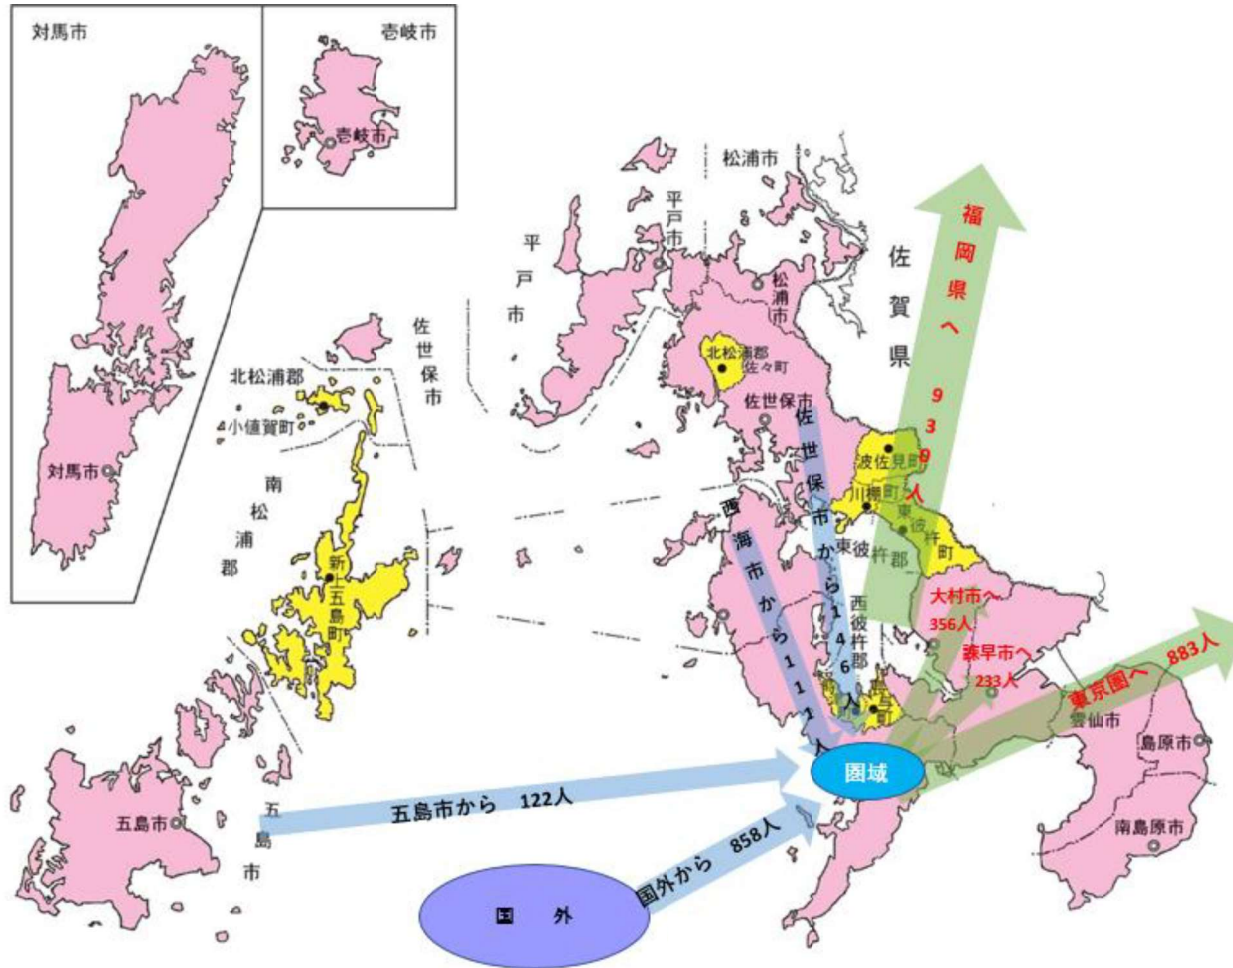 対馬市
壱岐市
壱岐市
対馬市
松浦市
平戸市
平戸市
松浦市
佐賀県
福岡県へ 930人
佐世保市
北松浦郡
小値賀町
北松浦郡
佐々町
佐世保市
佐世保市から146人
波佐見町
川棚町
東彼杵町
東彼杵郡
南松浦郡
新上五島町
西海市から111人
西彼杵郡
与町
大村市へ
356人
諫早市へ
233人
東京圏へ 883人
雲仙市
島原市
南島原市
圏域
五島市
五島市
五島市から 122人
国外から 858人
国 外